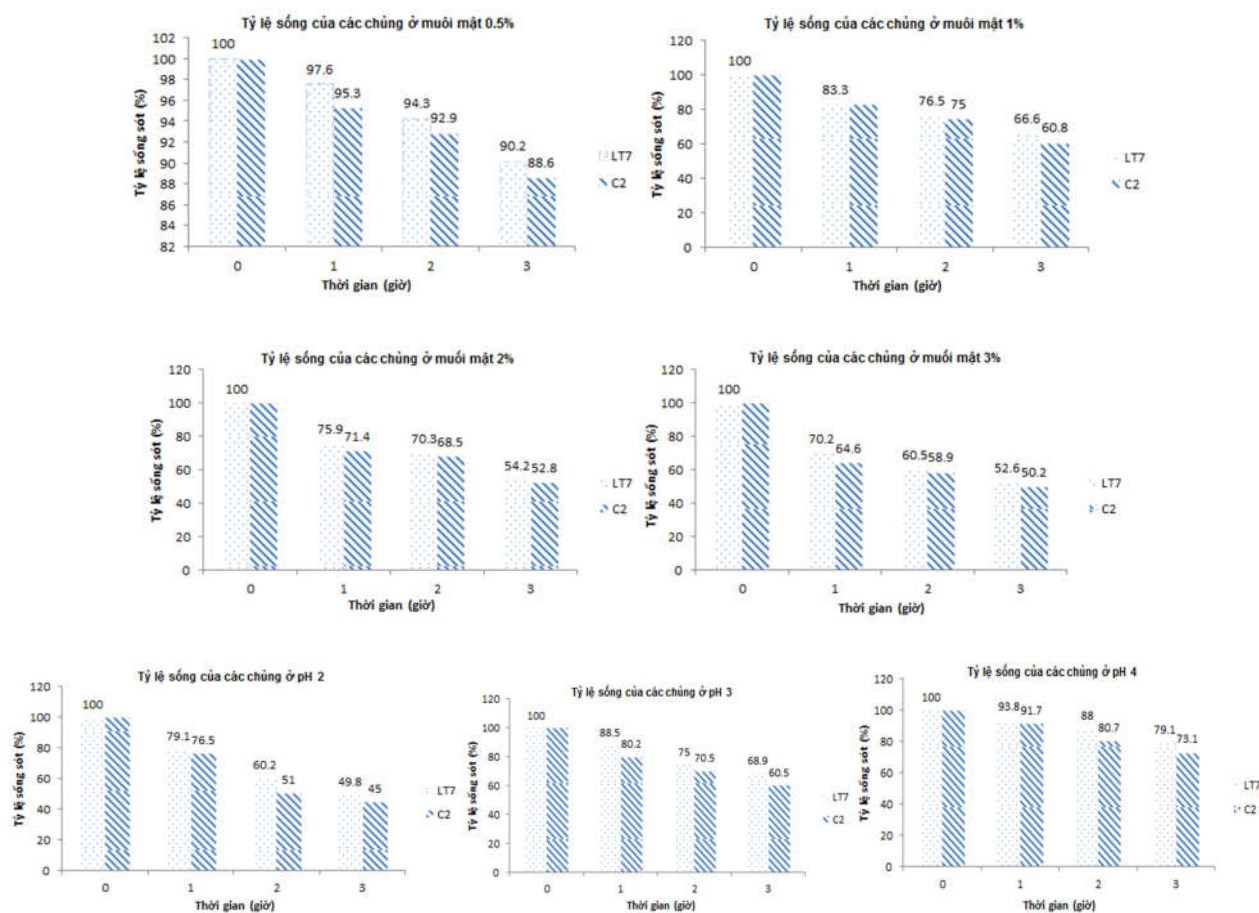 Tỷ lệ sống của các chủng ở muối mật 0.5%
Tỷ lệ sống sót (%)
102
100
98
96
94
92
90
88
86
84
82
100
97.6
95.3
94.3
92.9
90.2
88.6
0 1 2 3
Thời gian (giờ)
LT7
C2
Tỷ lệ sống của các chủng ở muối mật 1%
Tỷ lệ sống sót (%)
120
100
80
60
40
20
0
100
83.3
76.5 75
66.6
60.8
0 1 2 3
Thời gian (giờ)
LT7
C2
Tỷ lệ sống của các chủng ở muối mật 2%
Tỷ lệ sống sót (%)
120
100
80
60
40
20
0
100
75.9
71.4
70.3
68.5
54.2 52.8
0 1 2 3
Thời gian (giờ)
LT7
C2
Tỷ lệ sống của các chủng ở muối mật 3%
Tỷ lệ sống sót (%)
120
100
80
60
40
20
0
100
70.2
64.6
60.5 58.9
52.6 50.2
0 1 2 3
Thời gian (giờ)
LT7
C2
Tỷ lệ sống của các chủng ở pH 2
Tỷ lệ sống sót (%)
120
100
80
60
40
20
0
100
79.1 76.5
60.2
51
49.8
45
0 1 2 3
Thời gian (giờ)
LT7
C2
Tỷ lệ sống của các chủng ở pH 3
Tỷ lệ sống sót (%)
120
100
80
60
40
20
0
100
88.5
80.2
75
70.5
68.9
60.5
0 1 2 3
Thời gian (giờ)
LT7
C2
Tỷ lệ sống của các chủng ở pH 4
Tỷ lệ sống sót (%)
120
100
80
60
40
20
0
100
93.8 91.7
88
80.7
79.1
73.1
0 1 2 3
Thời gian (giờ)
LT7
C2